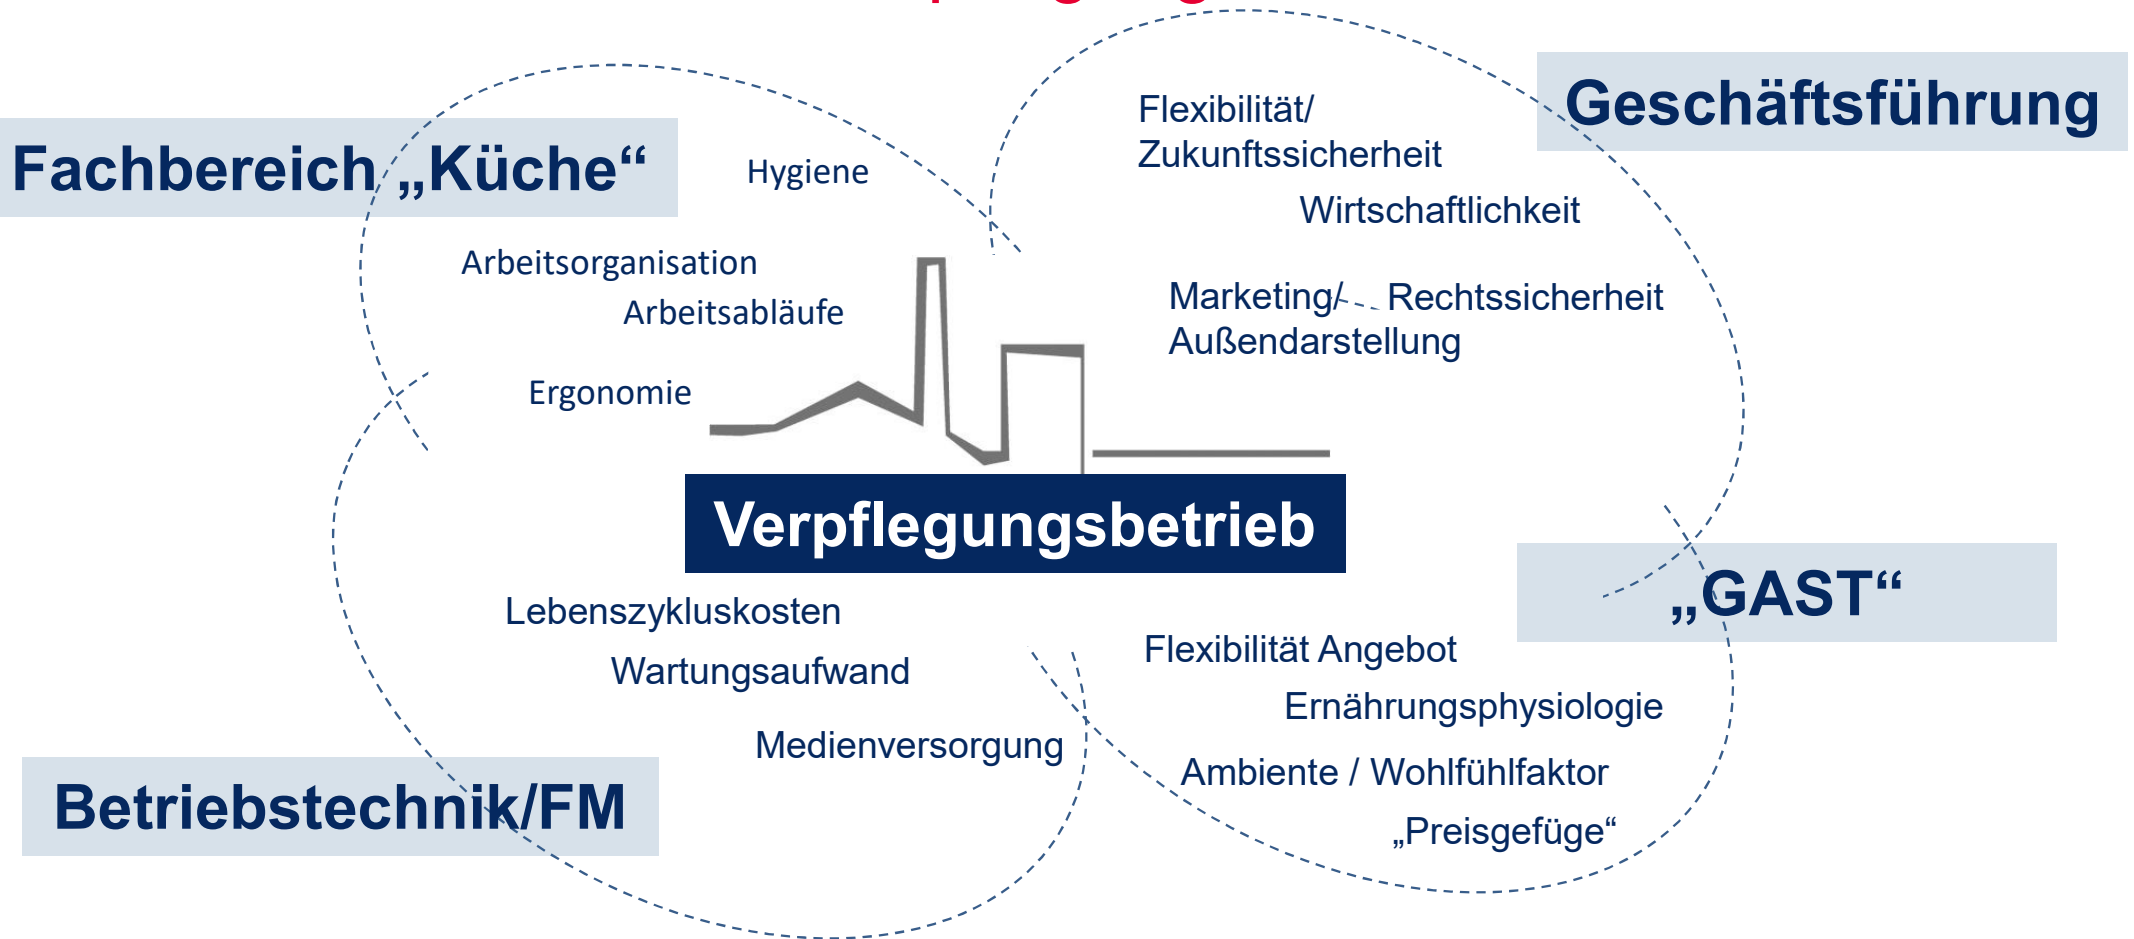 Geschäftsführung
Fachbereich „Küche“
Hygiene
Arbeitsorganisation
Arbeitsabläufe
Ergonomie
Flexibilität/
Zukunftssicherheit
Wirtschaftlichkeit
Marketing/ Rechtssicherheit
Außendarstellung
Verpflegungsbetrieb
„GAST“
Lebenszykluskosten
Wartungsaufwand
Medienversorgung
Betriebstechnik/FM
Flexibilität Angebot
Ernährungsphysiologie
Ambiente / Wohlfühlfaktor
„Preisgefüge“